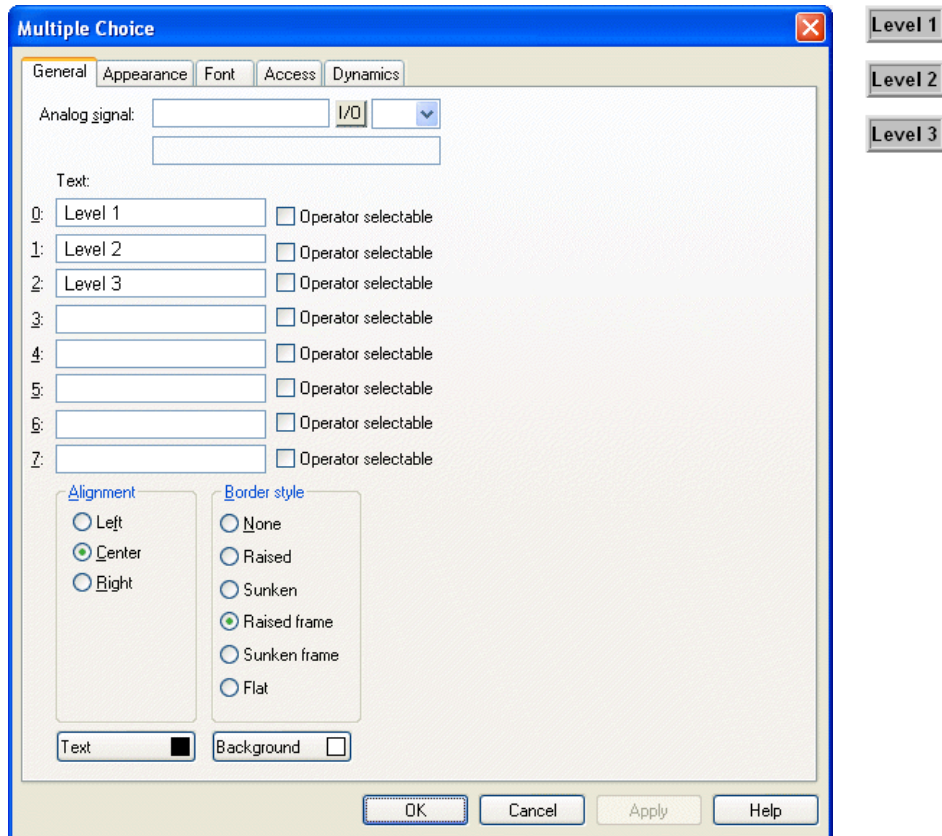 Multiple Choice
General Appearance Font Access Dynamics
Analog signal: I/O
Text:
0: Level 1 Operator selectable
1: Level 2 Operator selectable
2: Level 3 Operator selectable
3: Operator selectable
4: Operator selectable
5: Operator selectable
6: Operator selectable
7: Operator selectable
Alignment
Left
Center
Right
Border style
None
Raised
Sunken
Raised frame
Sunken frame
Flat
Text Background
OK Cancel Apply Help
Level 1
Level 2
Level 3